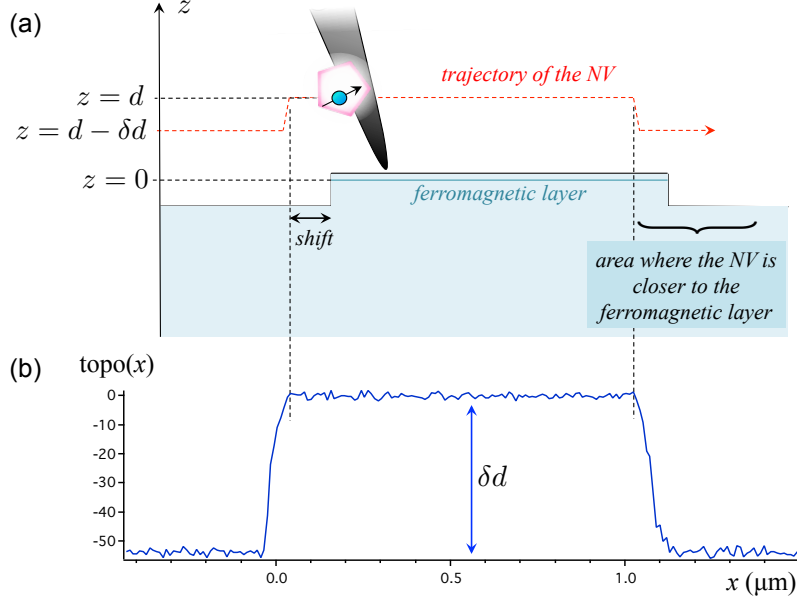 (a)
z
trajectory of the NV
z = d
z = d − δd
z = 0
ferromagnetic layer
shift
area where the NV is
closer to the
ferromagnetic layer
(b)
topo(x)
0
-10
-20
-30
-40
-50
δd
0.0
0.5
1.0
x (μm)